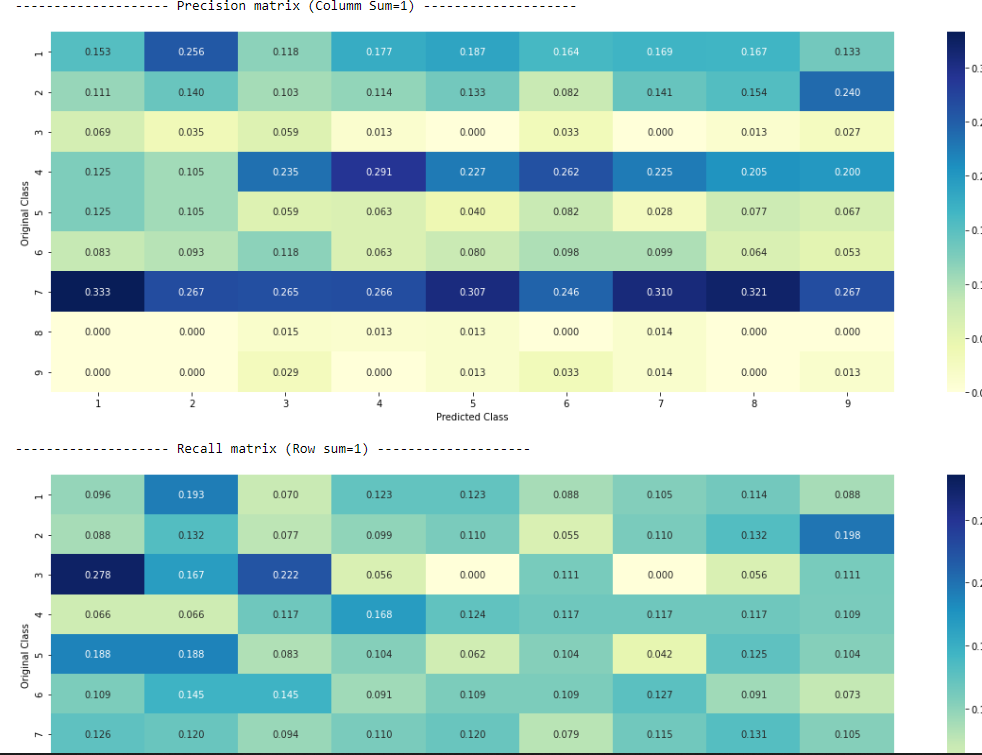 -------------------- Precision matrix (Columm Sum=1) --------------------
1 0.153 0.256 0.118 0.177 0.187 0.164 0.169 0.167 0.133
2 0.111 0.140 0.103 0.114 0.133 0.082 0.141 0.154 0.240
3 0.069 0.035 0.059 0.013 0.000 0.033 0.000 0.013 0.027
4 0.125 0.105 0.235 0.291 0.227 0.262 0.225 0.205 0.200
5 0.125 0.105 0.059 0.063 0.040 0.082 0.028 0.077 0.067
6 0.083 0.093 0.118 0.063 0.080 0.098 0.099 0.064 0.053
7 0.333 0.267 0.265 0.266 0.307 0.246 0.310 0.321 0.267
8 0.000 0.000 0.015 0.013 0.013 0.000 0.014 0.000 0.000
9 0.000 0.000 0.029 0.000 0.013 0.033 0.014 0.000 0.013
Original Class
1 2 3 4 5 6 7 8 9
Predicted Class
-------------------- Recall matrix (Row sum=1) --------------------
1 0.096 0.193 0.070 0.123 0.123 0.088 0.105 0.114 0.088
2 0.088 0.132 0.077 0.099 0.110 0.055 0.110 0.132 0.198
3 0.278 0.167 0.222 0.056 0.000 0.111 0.000 0.056 0.111
4 0.066 0.066 0.117 0.168 0.124 0.117 0.117 0.117 0.109
5 0.188 0.188 0.083 0.104 0.062 0.104 0.042 0.125 0.104
6 0.109 0.145 0.145 0.091 0.109 0.109 0.127 0.091 0.073
7 0.126 0.120 0.094 0.110 0.120 0.079 0.115 0.131 0.105
Original Class